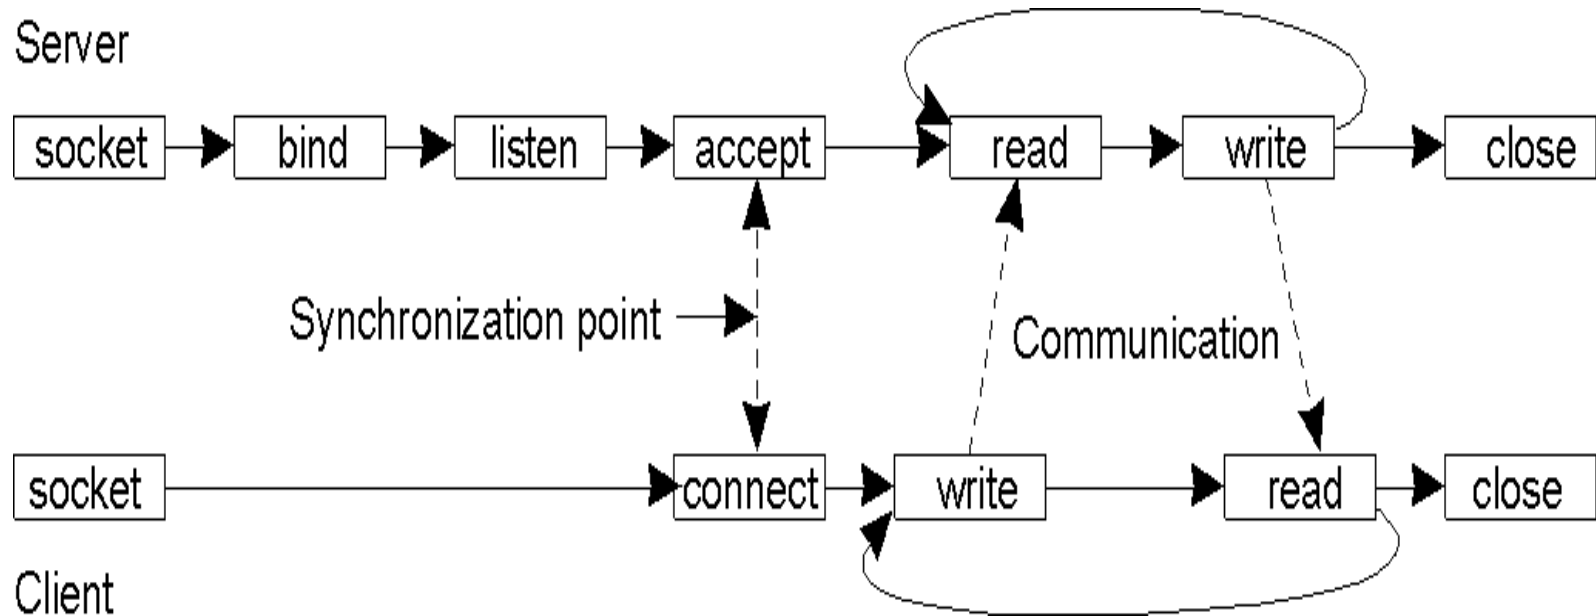 Server
socket bind listen accept read write close
Synchronization point
Communication
socket connect write read close
Client